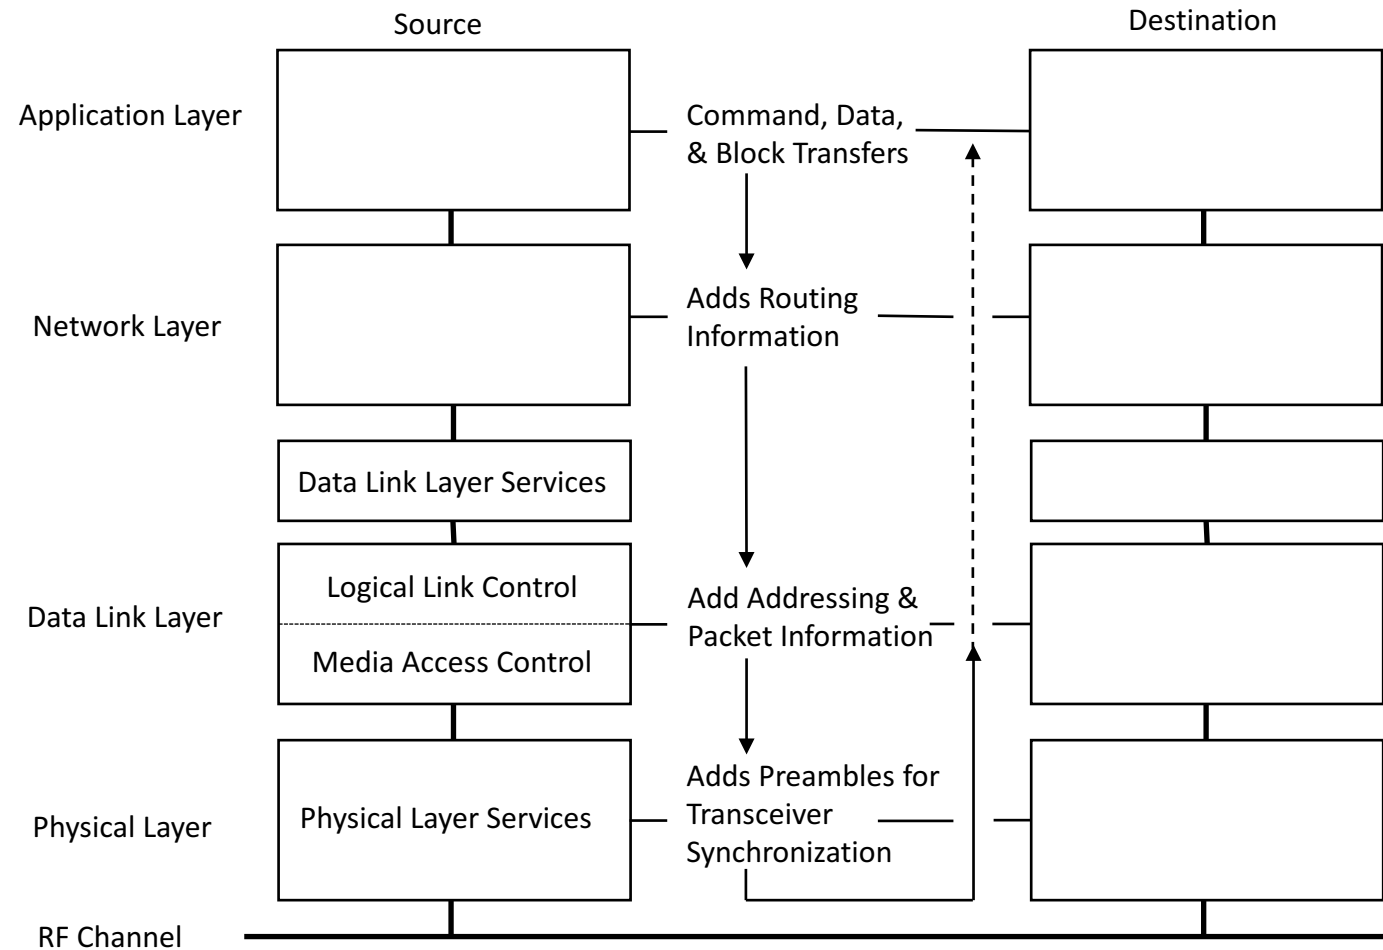 Source
Destination
Application Layer
Command, Data,
& Block Transfers
Network Layer
Adds Routing
Information
Data Link Layer Services
Data Link Layer
Logical Link Control
Media Access Control
Add Addressing &
Packet Information
Physical Layer
Physical Layer Services
Adds Preambles for
Transceiver
Synchronization
RF Channel